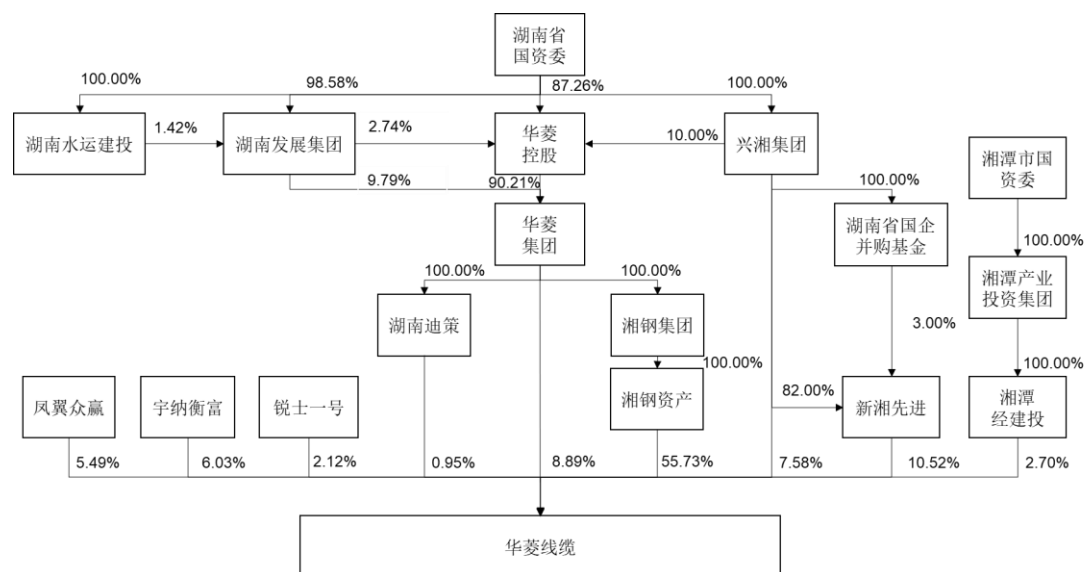 湖南省
国资委
100.00%
98.58%
87.26%
100.00%
湖南水运建投
1.42%
湖南发展集团
2.74%
华菱
控股
10.00%
兴湘集团
湘潭市国
资委
9.79%
90.21%
100.00%
华菱
集团
湖南省国企
并购基金
100.00%
100.00%
100.00%
湘潭产业
投资集团
湖南迪策
湘钢集团
3.00%
100.00%
100.00%
凤翼众赢
宇纳衡富
锐士一号
湘钢资产
82.00%
新湘先进
湘潭
经建投
5.49%
6.03%
2.12%
0.95%
8.89%
55.73%
7.58%
10.52%
2.70%
华菱线缆